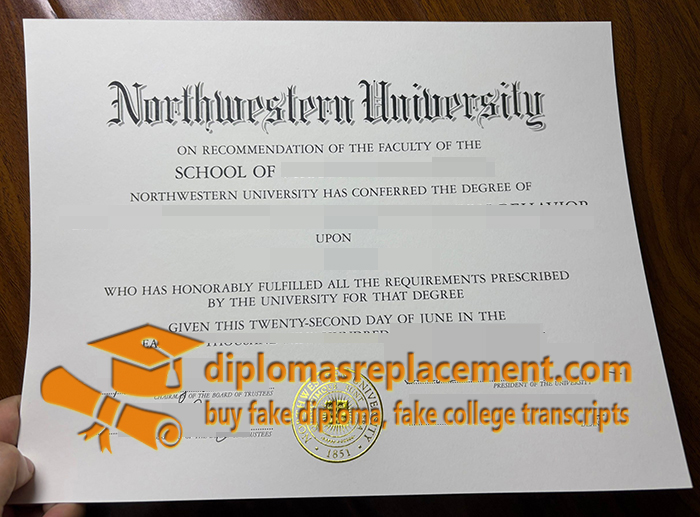 Northwestern University
ON RECOMMENDATION OF THE FACULTY OF THE
SCHOOL OF
NORTHWESTERN UNIVERSITY HAS CONFERRED THE DEGREE OF
BEHAVIOR
UPON
WHO HAS HONORABLY FULFILLED ALL THE REQUIREMENTS PRESCRIBED
BY THE UNIVERSITY FOR THAT DEGREE
GIVEN THIS TWENTY-SECOND DAY OF JUNE IN THE
THOUSAND HUNDRED
diplomasreplacement.com
CHAIRMAN OF THE BOARD OF TRUSTEES
PRESIDENT OF THE UNIVERSITY
buy fake diploma, fake college transcripts
1851